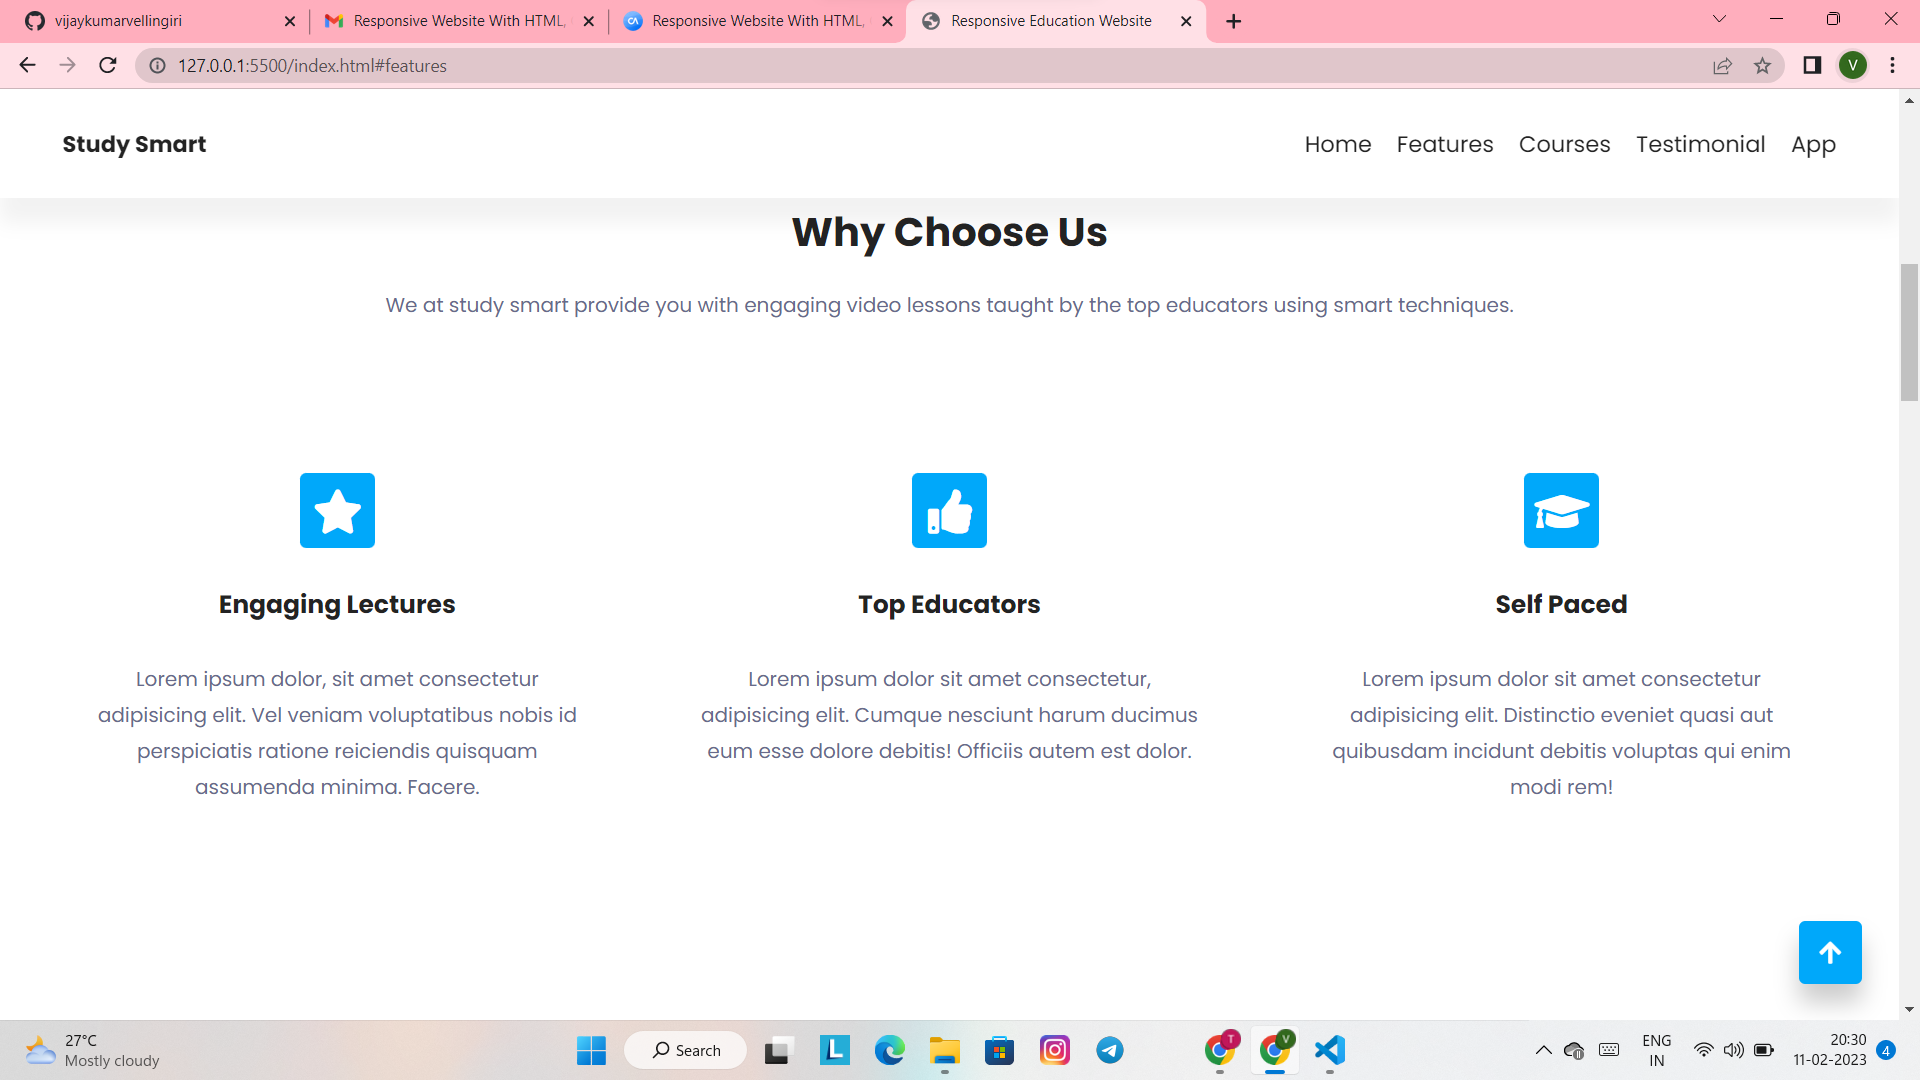 vijaykumarvellingiri
Responsive Website With HTML,
Responsive Website With HTML,
Responsive Education Website
127.0.0.1:5500/index.html#features
V
Study Smart
Home Features Courses Testimonial App
Why Choose Us
We at study smart provide you with engaging video lessons taught by the top educators using smart techniques.
Engaging Lectures
Lorem ipsum dolor, sit amet consectetur
adipisicing elit. Vel veniam voluptatibus nobis id
perspiciatis ratione reiciendis quisquam
assumenda minima. Facere.
Top Educators
Lorem ipsum dolor sit amet consectetur,
adipisicing elit. Cumque nesciunt harum ducimus
eum esse dolore debitis! Officiis autem est dolor.
Self Paced
Lorem ipsum dolor sit amet consectetur
adipisicing elit. Distinctio eveniet quasi aut
quibusdam incidunt debitis voluptas qui enim
modi rem!
27°C
Mostly cloudy
Search
L
T
V
ENG
IN
20:30
11-02-2023
4